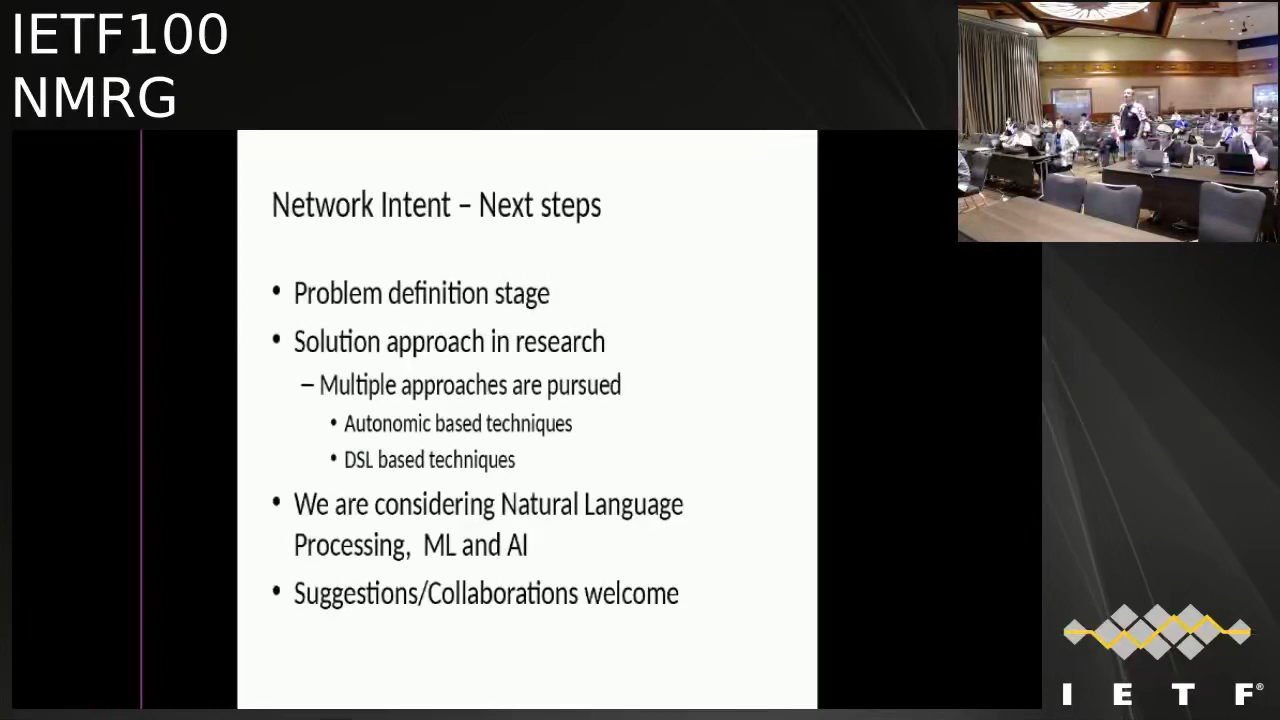 IETF100
NMRG
Network Intent – Next steps
• Problem definition stage
• Solution approach in research
– Multiple approaches are pursued
• Autonomic based techniques
• DSL based techniques
• We are considering Natural Language
Processing, ML and AI
• Suggestions/Collaborations welcome
I E T F®